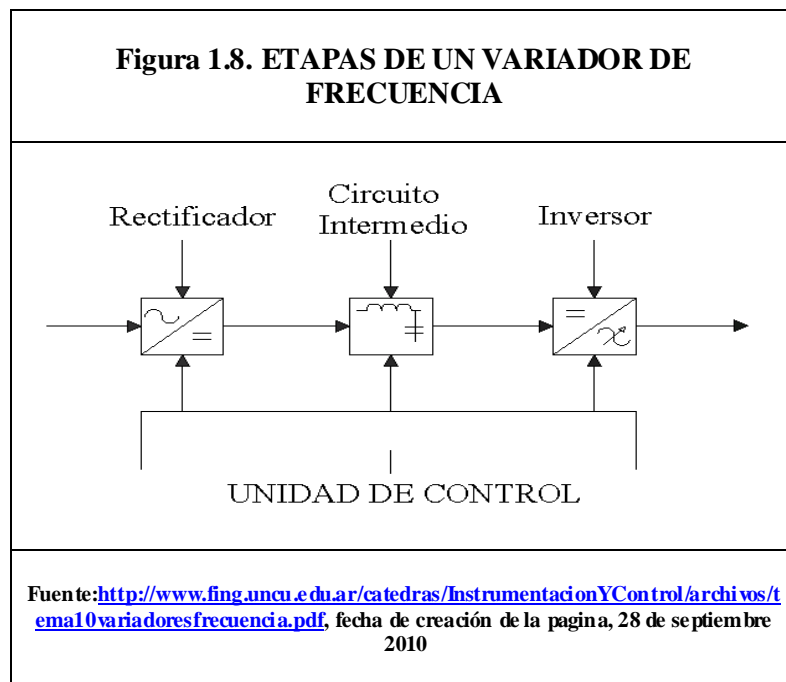 Figura 1.8. ETAPAS DE UN VARIADOR DE
FRECUENCIA
Circuito
Rectificador Intermedio Inversor
UNIDAD DE CONTROL
Fuente:http://www.fing.uncu.edu.ar/catedras/InstrumentacionYControl/archivos/t
ema10variadoresfrecuencia.pdf, fecha de creación de la pagina, 28 de septiembre
2010